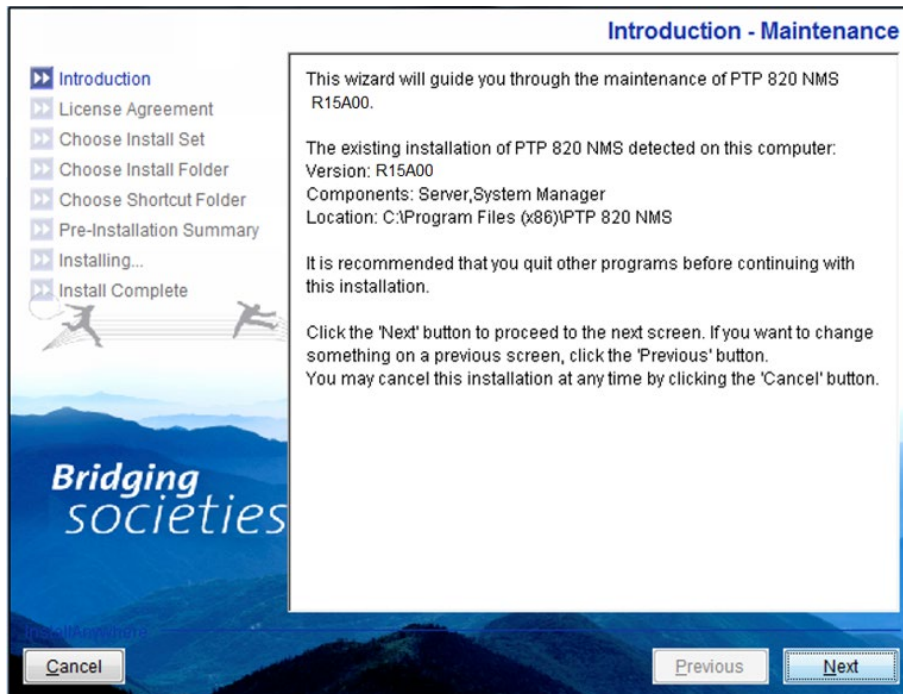 Introduction - Maintenance
Introduction
License Agreement
Choose Install Set
Choose Install Folder
Choose Shortcut Folder
Pre-Installation Summary
Installing...
Install Complete
This wizard will guide you through the maintenance of PTP 820 NMS
R15A00.
The existing installation of PTP 820 NMS detected on this computer:
Version: R15A00
Components: Server,System Manager
Location: C:\Program Files (x86)\PTP 820 NMS
It is recommended that you quit other programs before continuing with
this installation.
Click the 'Next' button to proceed to the next screen. If you want to change
something on a previous screen, click the 'Previous' button.
You may cancel this installation at any time by clicking the 'Cancel' button.
Bridging
societies
InstallAnywhere
Cancel
Previous
Next